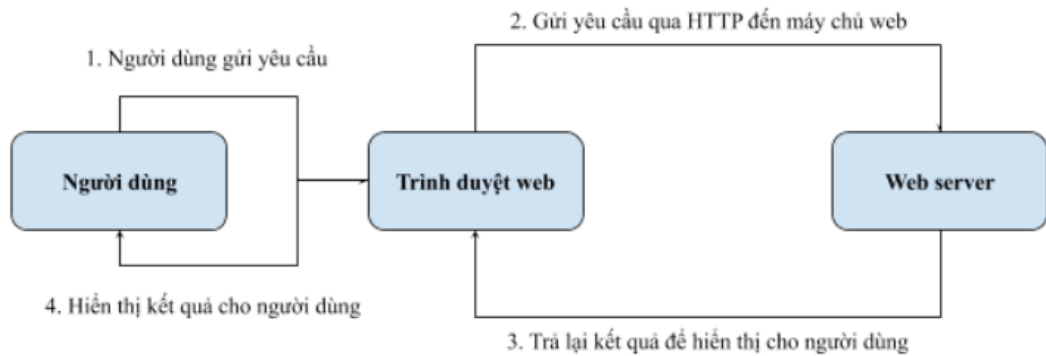 2. Gửi yêu cầu qua HTTP đến máy chủ web
1. Người dùng gửi yêu cầu
Người dùng
Trình duyệt web
Web server
4. Hiển thị kết quả cho người dùng
3. Trả lại kết quả để hiển thị cho người dùng